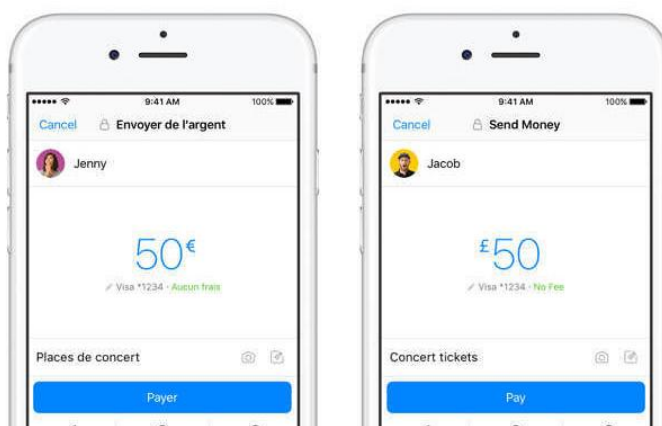 9:41 AM 100%
Cancel Envoyer de l'argent
Jenny
50€
Visa *1234 · Aucun frais
Places de concert
Payer
9:41 AM 100%
Cancel Send Money
Jacob
£50
Visa *1234 · No Fee
Concert tickets
Pay